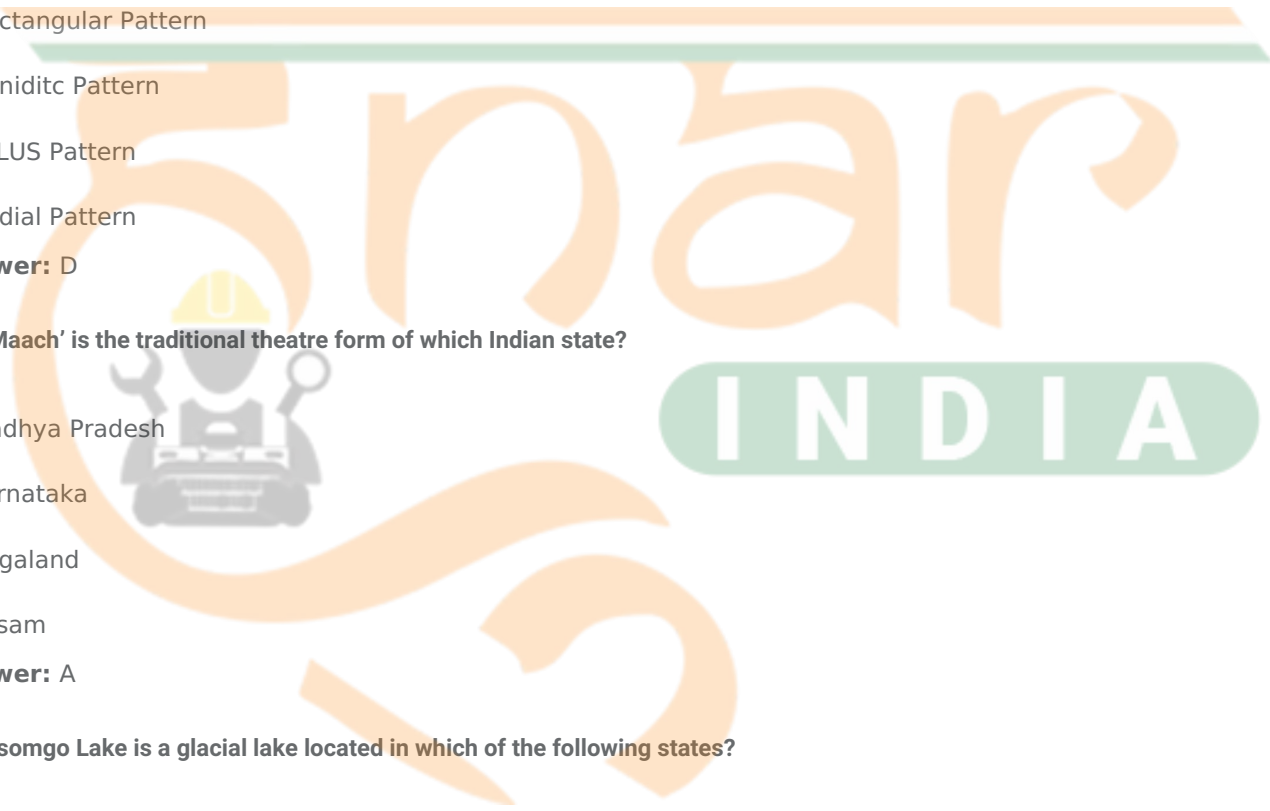 ctangular Pattern
niditc Pattern
LUS Pattern
dial Pattern
wer: D
Maach’ is the traditional theatre form of which Indian state?
INDIA
adhya Pradesh
rnataka
galand
sam
wer: A
somgo Lake is a glacial lake located in which of the following states?